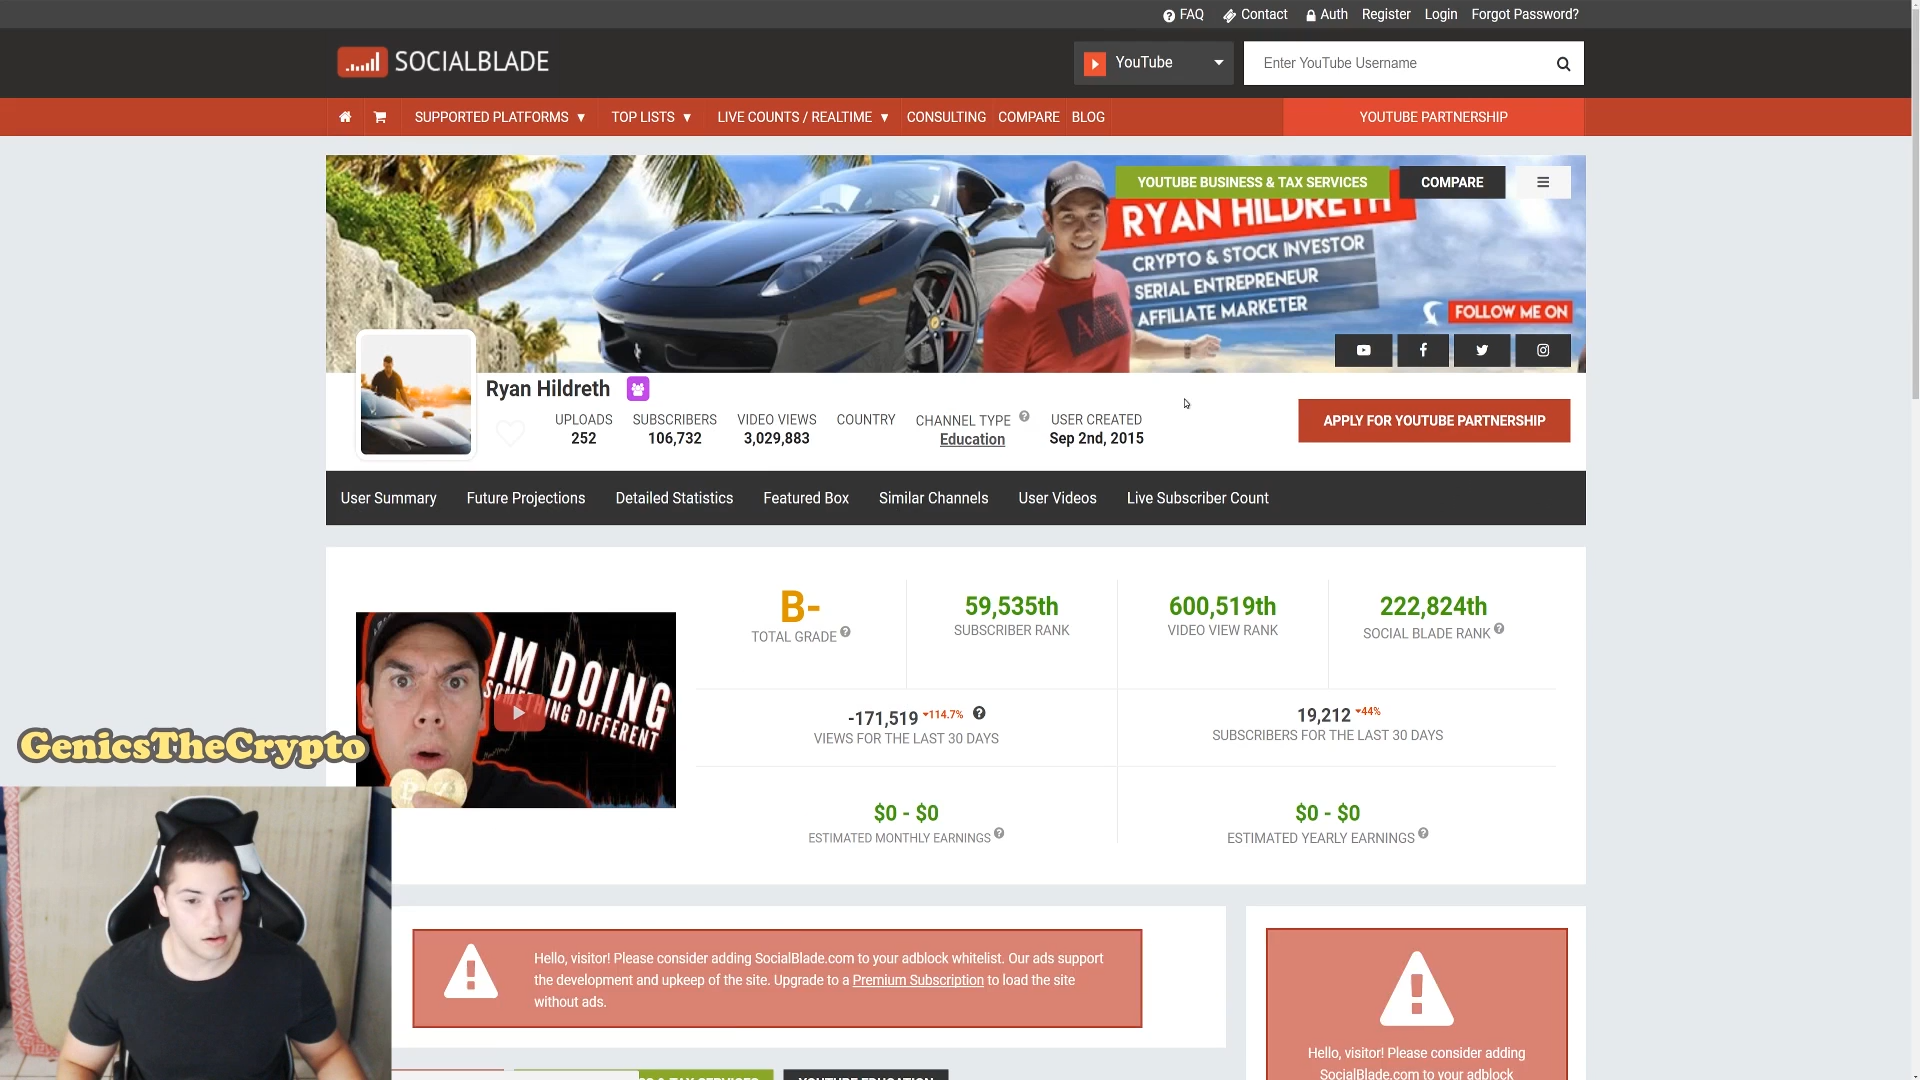 FAQ Contact Auth Register Login Forgot Password?
SOCIALBLADE
YouTube
Enter YouTube Username
SUPPORTED PLATFORMS ▼ TOP LISTS ▼ LIVE COUNTS / REALTIME ▼ CONSULTING COMPARE BLOG
YOUTUBE PARTNERSHIP
YOUTUBE BUSINESS & TAX SERVICES
COMPARE
RYAN HILDRETH
CRYPTO & STOCK INVESTOR
SERIAL ENTREPRENEUR
AFFILIATE MARKETER
FOLLOW ME ON
AX
Ryan Hildreth
UPLOADS
252
SUBSCRIBERS
106,732
VIDEO VIEWS
3,029,883
COUNTRY
CHANNEL TYPE
Education
USER CREATED
Sep 2nd, 2015
APPLY FOR YOUTUBE PARTNERSHIP
User Summary Future Projections Detailed Statistics Featured Box Similar Channels User Videos Live Subscriber Count
IM DOING
SOMETHING DIFFERENT
B-
TOTAL GRADE
59,535th
SUBSCRIBER RANK
600,519th
VIDEO VIEW RANK
222,824th
SOCIAL BLADE RANK
-171,519 114.7%
VIEWS FOR THE LAST 30 DAYS
19,212 44%
SUBSCRIBERS FOR THE LAST 30 DAYS
$0 - $0
ESTIMATED MONTHLY EARNINGS
$0 - $0
ESTIMATED YEARLY EARNINGS
GenicsTheCrypto
Hello, visitor! Please consider adding SocialBlade.com to your adblock whitelist. Our ads support
the development and upkeep of the site. Upgrade to a Premium Subscription to load the site
without ads.
Hello, visitor! Please consider adding
SocialBlade.com to your adblock
& TAX SERVICES
YOUTUBE EDUCATION